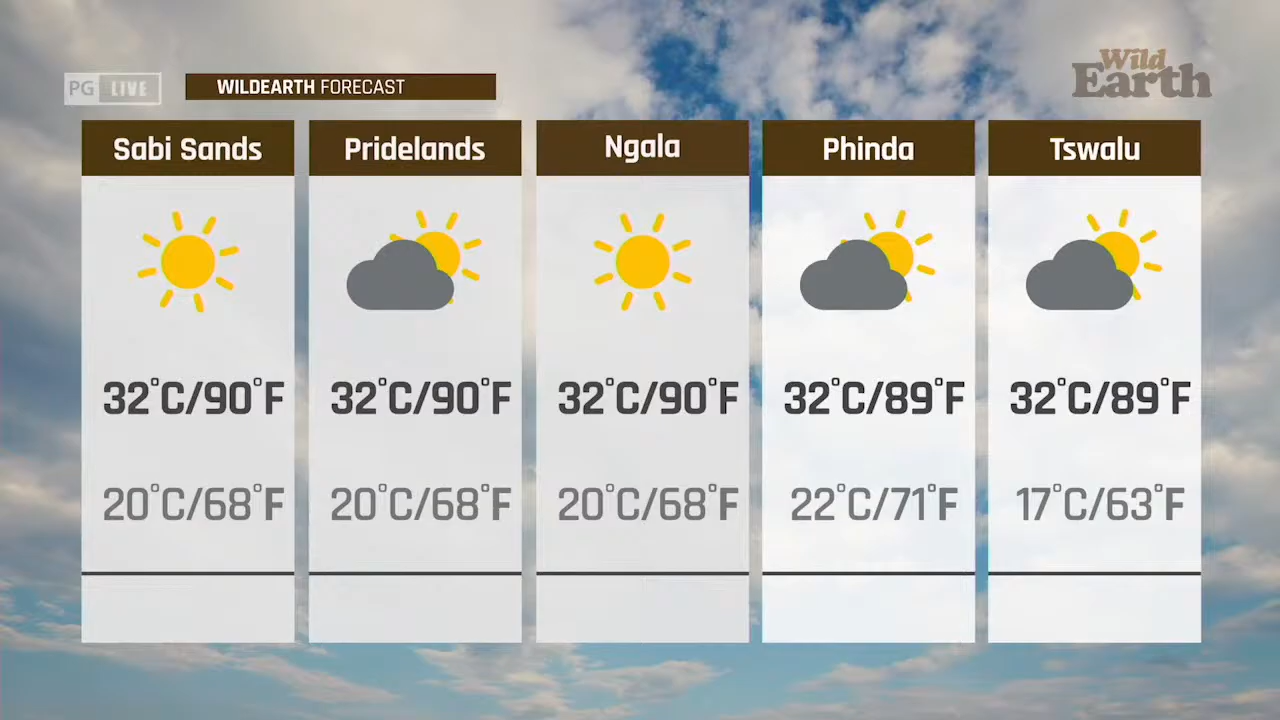 PG LIVE
WILDEARTH FORECAST
Wild
Earth
Sabi Sands
32°C/90°F
20°C/68°F
Pridelands
32°C/90°F
20°C/68°F
Ngala
32°C/90°F
20°C/68°F
Phinda
32°C/89°F
22°C/71°F
Tswalu
32°C/89°F
17°C/63°F